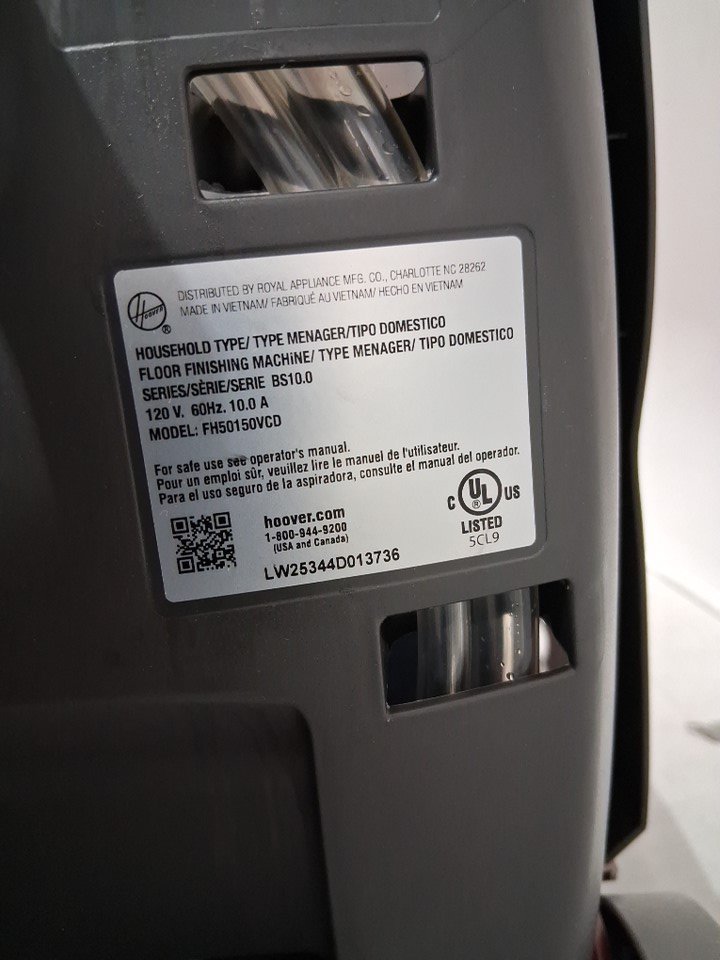 Hoover
®
DISTRIBUTED BY ROYAL APPLIANCE MFG. CO., CHARLOTTE NC 28262
MADE IN VIETNAM/ FABRIQUÉ AU VIETNAM/ HECHO EN VIETNAM
HOUSEHOLD TYPE/ TYPE MENAGER/TIPO DOMESTICO
FLOOR FINISHING MACHiNE/ TYPE MENAGER/ TIPO DOMESTICO
SERIES/SÈRIE/SERIE BS10.0
120 V. 60Hz. 10.0 A
MODEL: FH50150VCD
For safe use see operator's manual.
Pour un emploi sûr, veuillez lire le manuel de l'utilisateur.
Para el uso seguro de la aspiradora, consulte el manual del operador.
hoover.com
1-800-944-9200
(USA and Canada)
LW25344D013736
C UL ® US
LISTED
5CL9